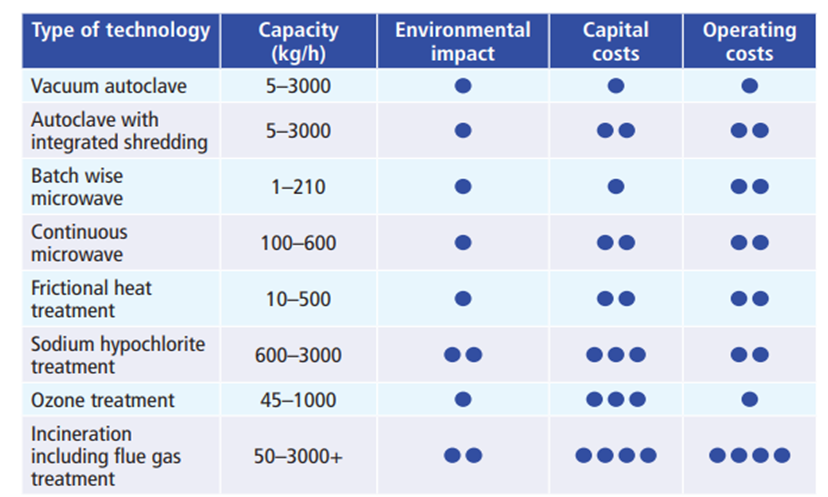 Type of technology Capacity (kg/h) Environmental impact Capital costs Operating costs
Vacuum autoclave 5–3000 ● ● ●
Autoclave with integrated shredding 5–3000 ● ●● ●●
Batch wise microwave 1–210 ● ● ●●
Continuous microwave 100–600 ● ●● ●●
Frictional heat treatment 10–500 ● ●● ●●
Sodium hypochlorite treatment 600–3000 ●● ●●● ●●
Ozone treatment 45–1000 ● ●●● ●
Incineration including flue gas treatment 50–3000+ ●● ●●●● ●●●●